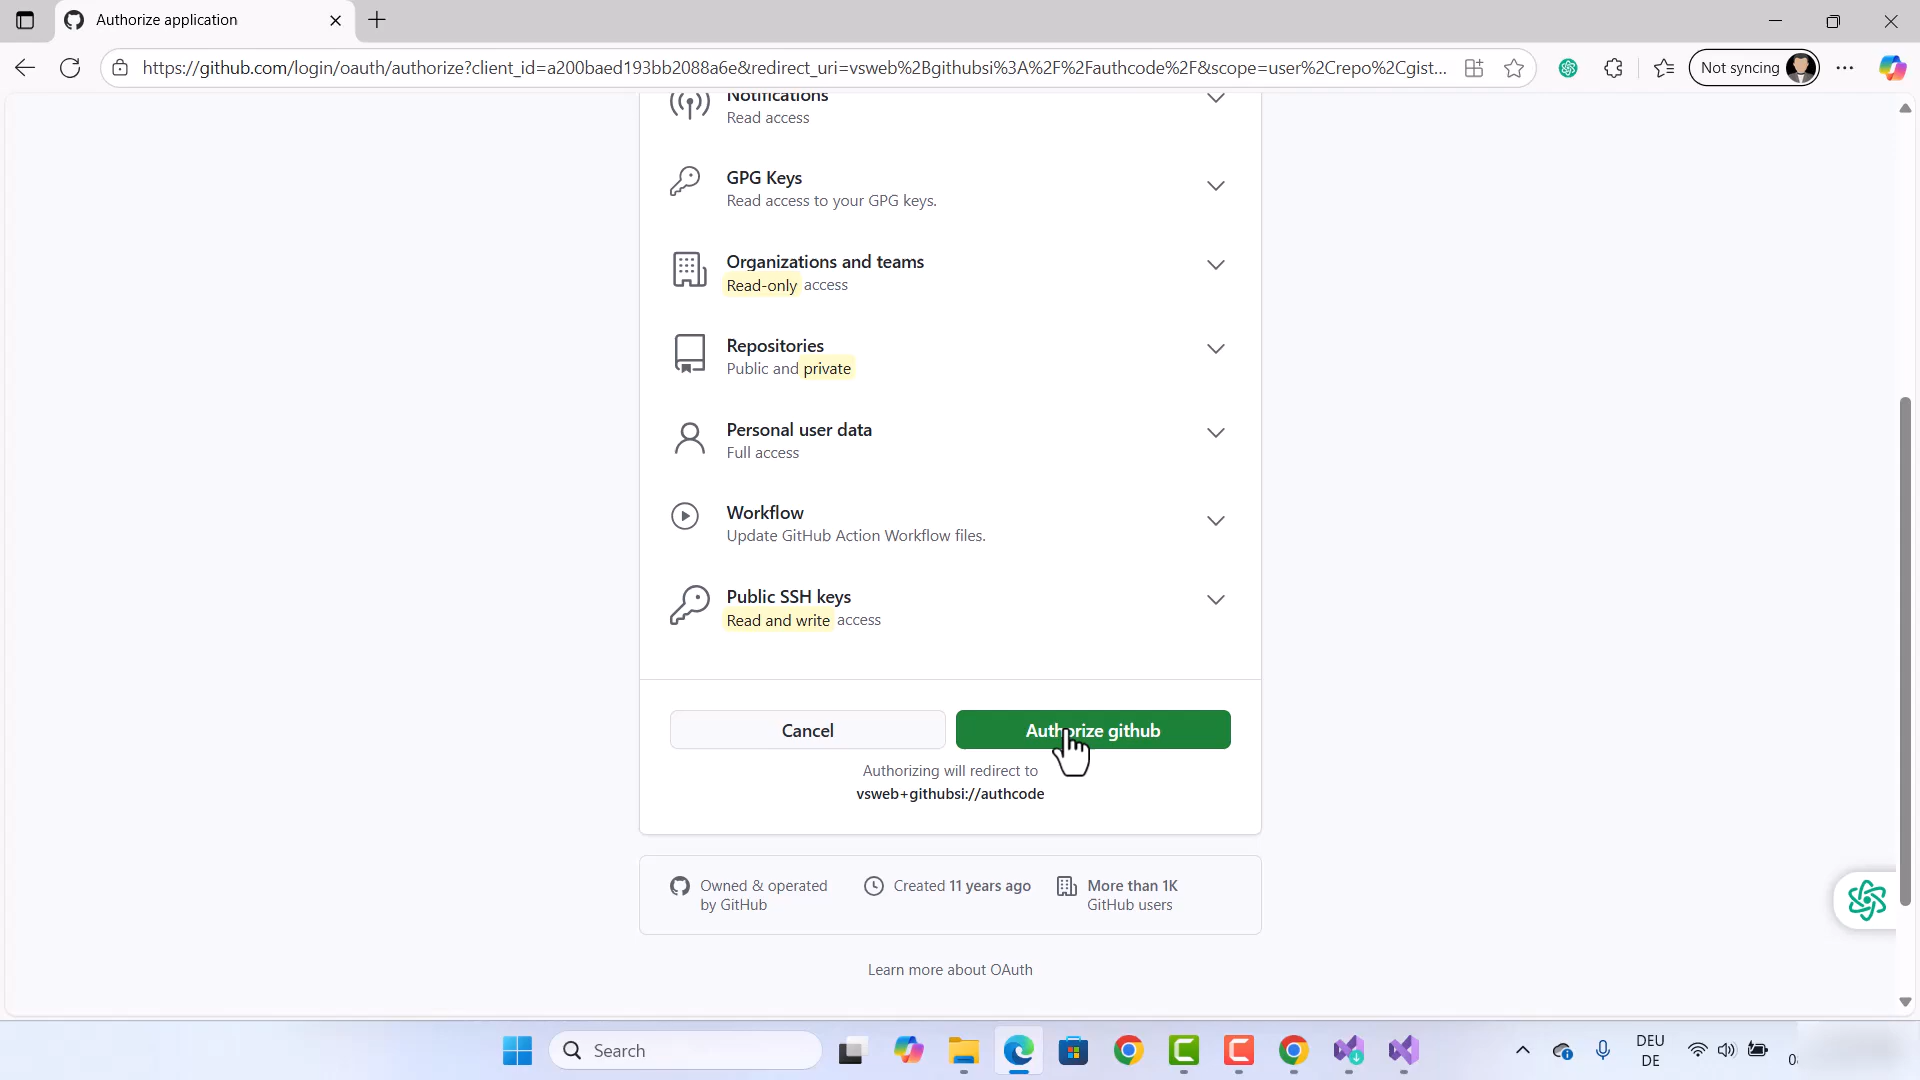 Authorize application
https://github.com/login/oauth/authorize?client_id=a200baed193bb2088a6e&redirect_uri=vsweb%2Bgithubsi%3A%2F%2Fauthcode%2F&scope=user%2Crepo%2Cgist...
Not syncing
Notifications
Read access
GPG Keys
Read access to your GPG keys.
Organizations and teams
Read-only access
Repositories
Public and private
Personal user data
Full access
Workflow
Update GitHub Action Workflow files.
Public SSH keys
Read and write access
Cancel
Authorize github
Authorizing will redirect to
vsweb+githubsi://authcode
Owned & operated
by GitHub
Created 11 years ago
More than 1K
GitHub users
Learn more about OAuth
Search
DEU
DE